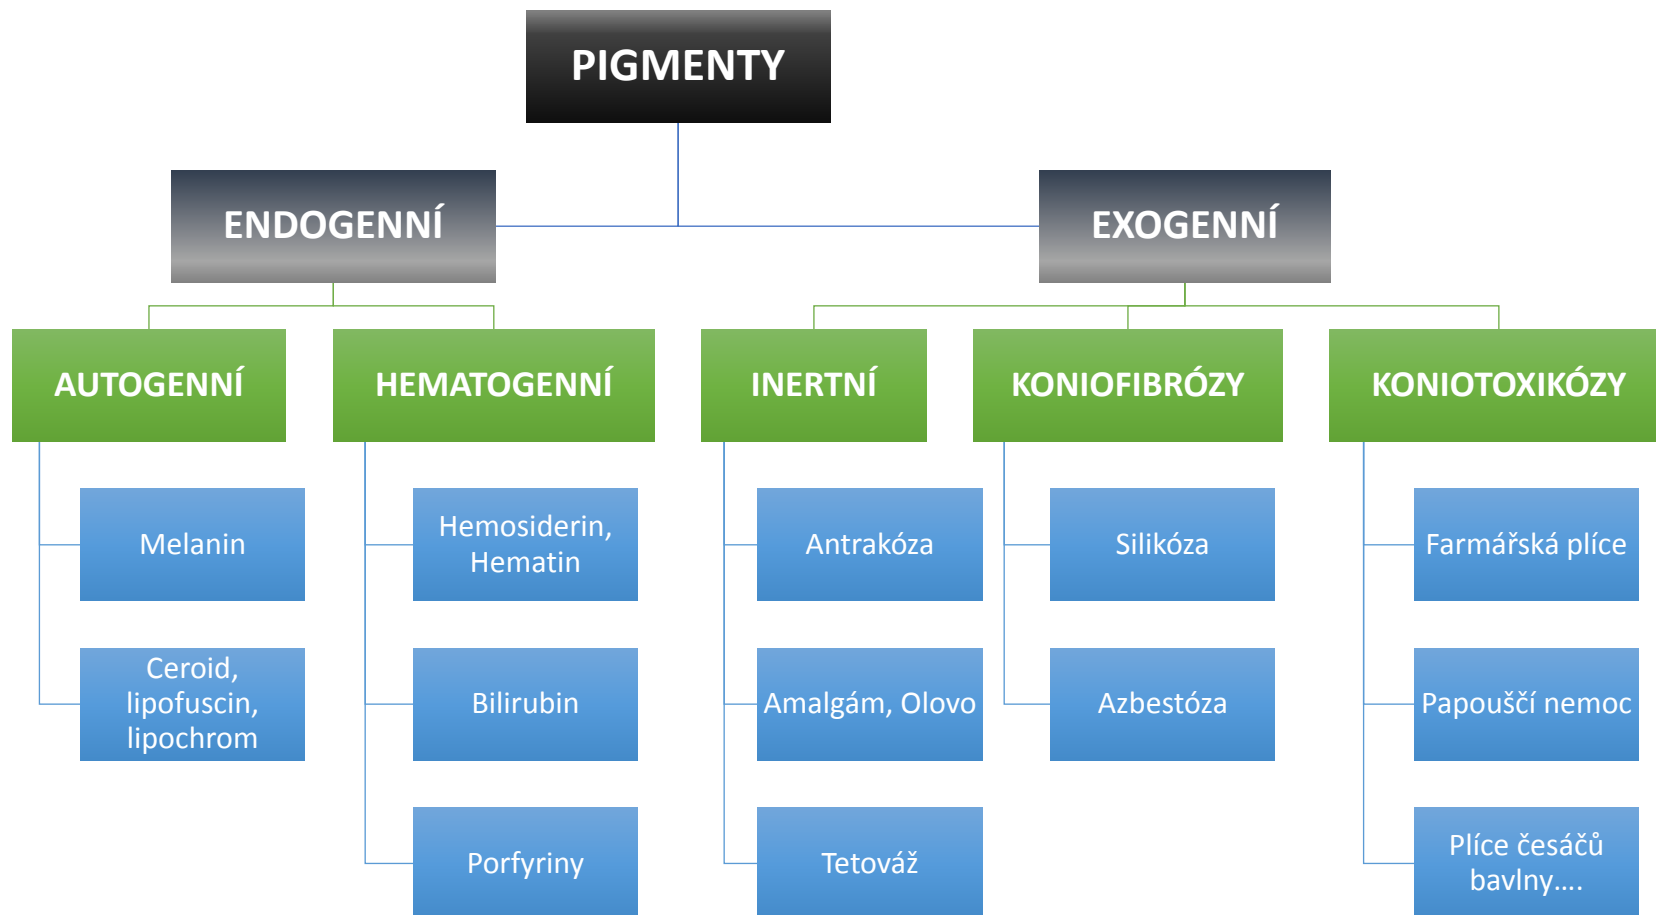 PIGMENTY
ENDOGENNÍ
EXOGENNÍ
AUTOGENNÍ
HEMATOGENNÍ
INERTNÍ
KONIOFIBRÓZY
KONIOTOXIKÓZY
Melanin
Hemosiderin,
Hematin
Antrakóza
Silikóza
Farmářská plíce
Ceroid,
lipofuscin,
lipochrom
Bilirubin
Amalgám, Olovo
Azbestóza
Papouščí nemoc
Porfyriny
Tetováž
Plíce česáčů
bavlny....